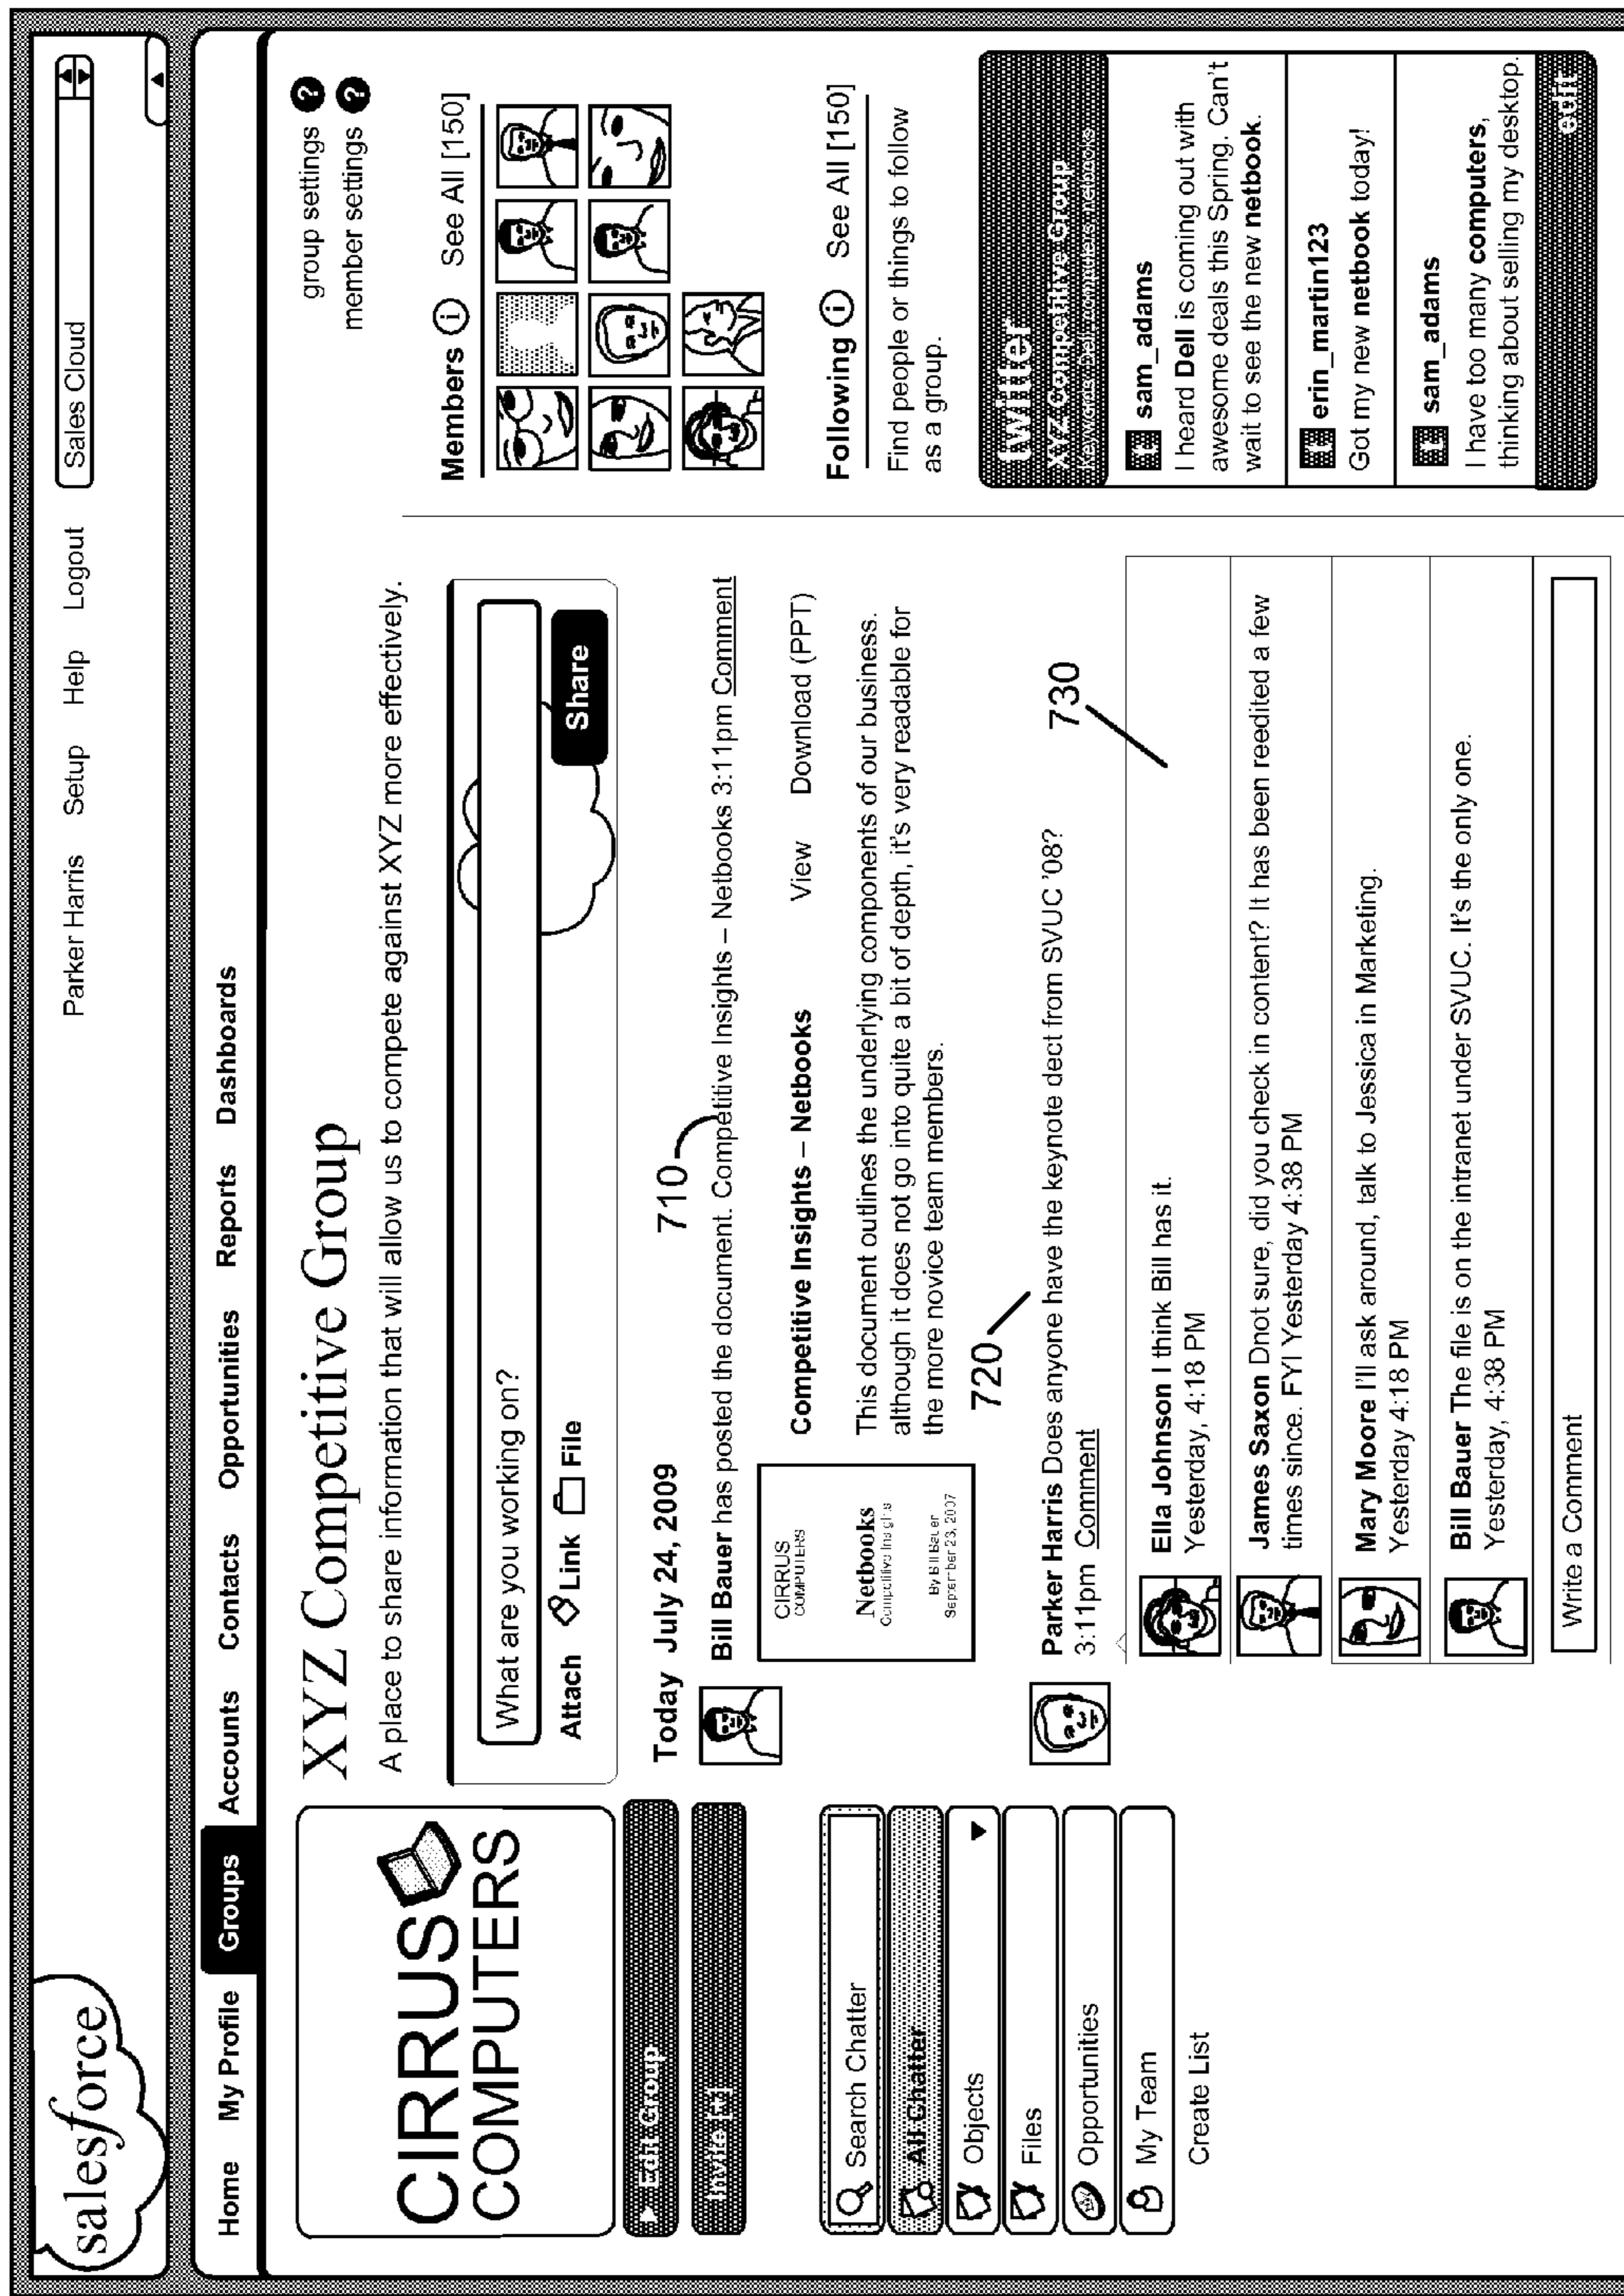 salesforce
Parker Harris Setup Help Logout
Sales Cloud
Home My Profile Groups Accounts Contacts Opportunities Reports Dashboards
CIRRUS
COMPUTERS
Edit Group
Invite [+]
Search Chatter
All Chatter
Objects
Files
Opportunities
My Team
Create List
XYZ Competitive Group
A place to share information that will allow us to compete against XYZ more effectively.
What are you working on?
Attach Link File
Share
Today July 24, 2009
710
Bill Bauer has posted the document. Competitive Insights – Netbooks 3:11pm Comment
CIRRUS
COMPUTERS
Netbooks
Competitive Insights
By Bill Bauer
September 23, 2007
Competitive Insights – Netbooks View Download (PPT)
This document outlines the underlying components of our business.
although it does not go into quite a bit of depth, it's very readable for
the more novice team members.
720
Parker Harris Does anyone have the keynote dect from SVUC '08?
3:11pm Comment
730
Ella Johnson I think Bill has it.
Yesterday, 4:18 PM
James Saxon Dnot sure, did you check in content? It has been reedited a few
times since. FYI Yesterday 4:38 PM
Mary Moore I'll ask around, talk to Jessica in Marketing.
Yesterday 4:18 PM
Bill Bauer The file is on the intranet under SVUC. It's the only one.
Yesterday, 4:38 PM
Write a Comment
group settings ?
member settings ?
Members i See All [150]
Following i See All [150]
Find people or things to follow
as a group.
twitter
XYZ Competitive Group
Keywords: Dell, computers, netbooks
sam_adams
I heard Dell is coming out with
awesome deals this Spring. Can't
wait to see the new netbook.
erin_martin123
Got my new netbook today!
sam_adams
I have too many computers,
thinking about selling my desktop.
edit